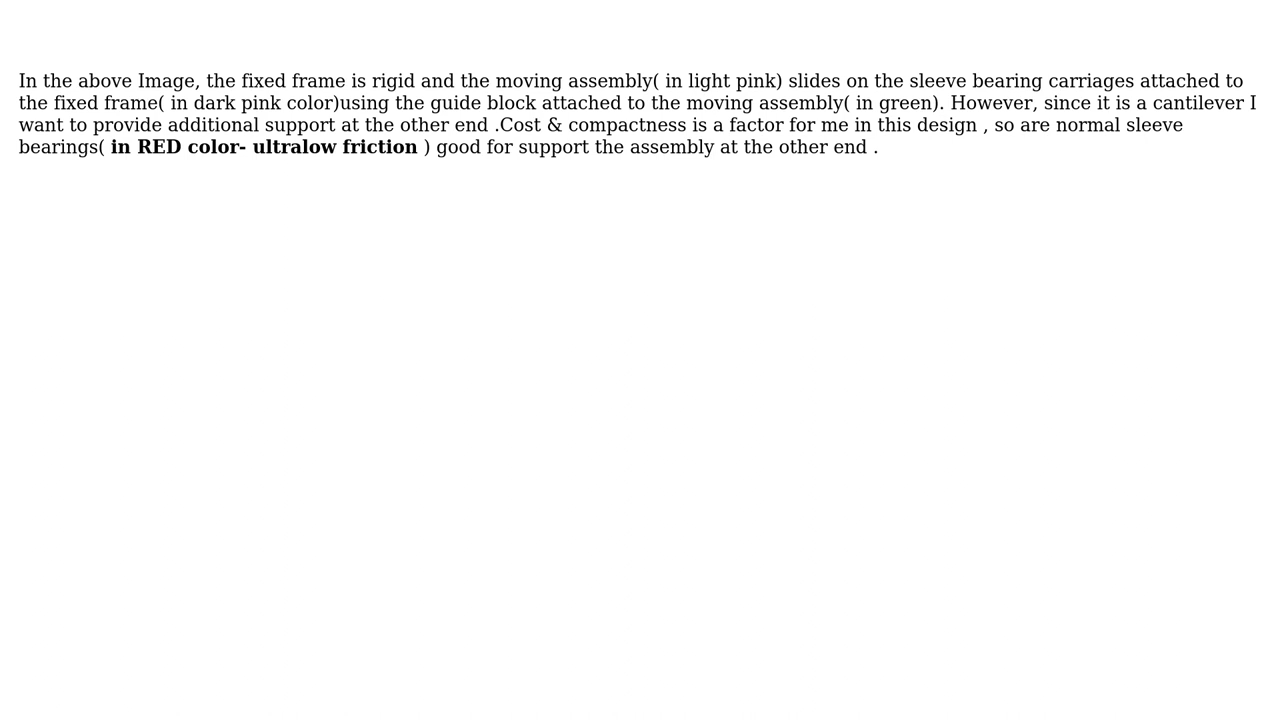 In the above Image, the fixed frame is rigid and the moving assembly( in light pink) slides on the sleeve bearing carriages attached to
the fixed frame( in dark pink color)using the guide block attached to the moving assembly( in green). However, since it is a cantilever I
want to provide additional support at the other end .Cost & compactness is a factor for me in this design , so are normal sleeve
bearings( in RED color- ultralow friction ) good for support the assembly at the other end .